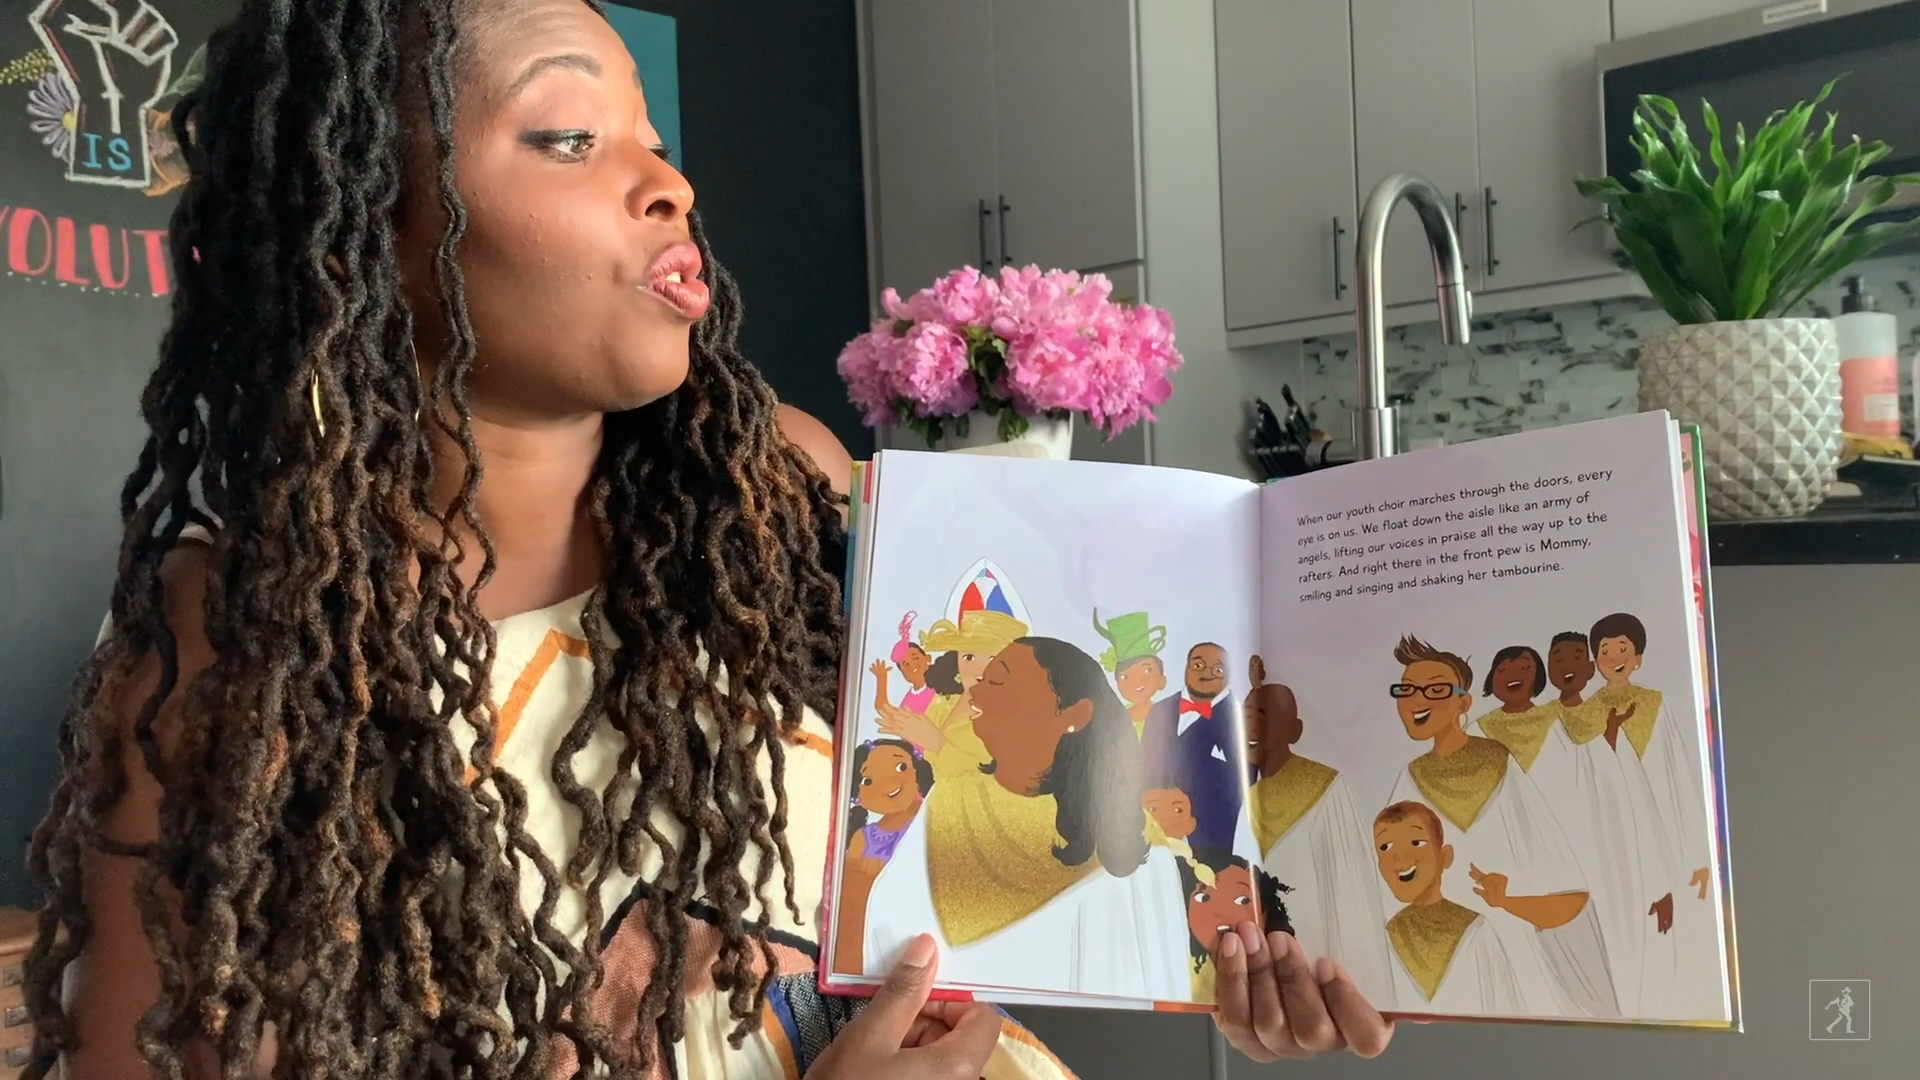 IS
VOLUT
When our youth choir marches through the doors, every
eye is on us. We float down the aisle like an army of
angels, lifting our voices in praise all the way up to the
rafters. And right there in the front pew is Mommy,
smiling and singing and shaking her tambourine.